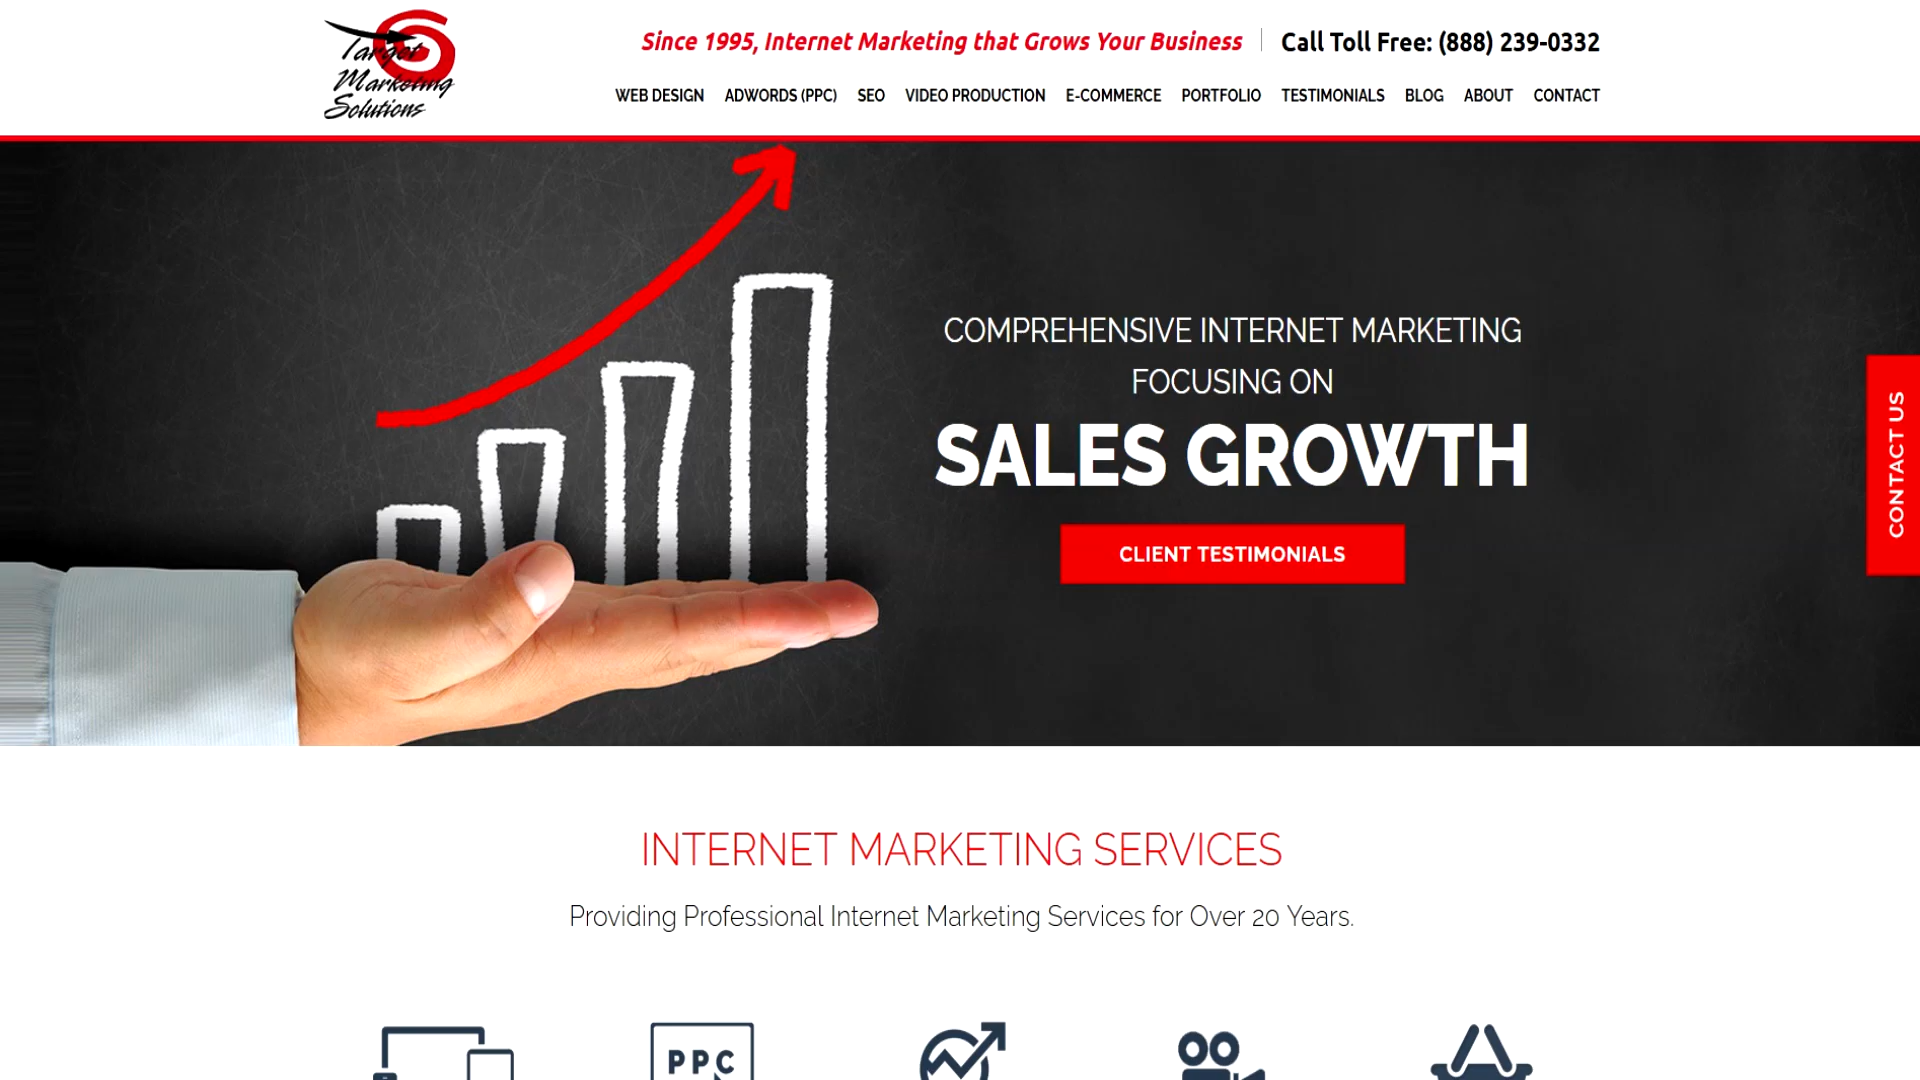 Target
Marketing
Solutions
Since 1995, Internet Marketing that Grows Your Business
Call Toll Free: (888) 239-0332
WEB DESIGN ADWORDS (PPC) SEO VIDEO PRODUCTION E-COMMERCE PORTFOLIO TESTIMONIALS BLOG ABOUT CONTACT
COMPREHENSIVE INTERNET MARKETING
FOCUSING ON
SALES GROWTH
CLIENT TESTIMONIALS
CONTACT US
INTERNET MARKETING SERVICES
Providing Professional Internet Marketing Services for Over 20 Years.
PPC